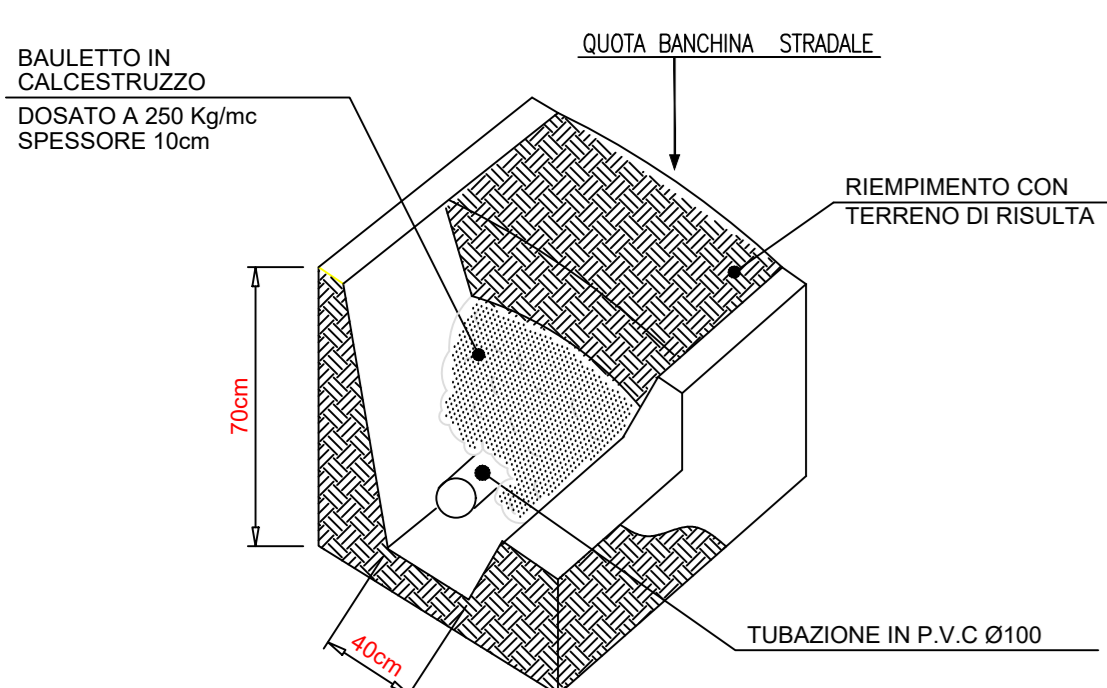 QUOTA BANCHINA STRADALE
BAULETTO IN
CALCESTRUZZO
DOSATO A 250 Kg/mc
SPESSORE 10cm
RIEMPIMENTO CON
TERRENO DI RISULTA
70cm
40cm
TUBAZIONE IN P.V.C Ø100